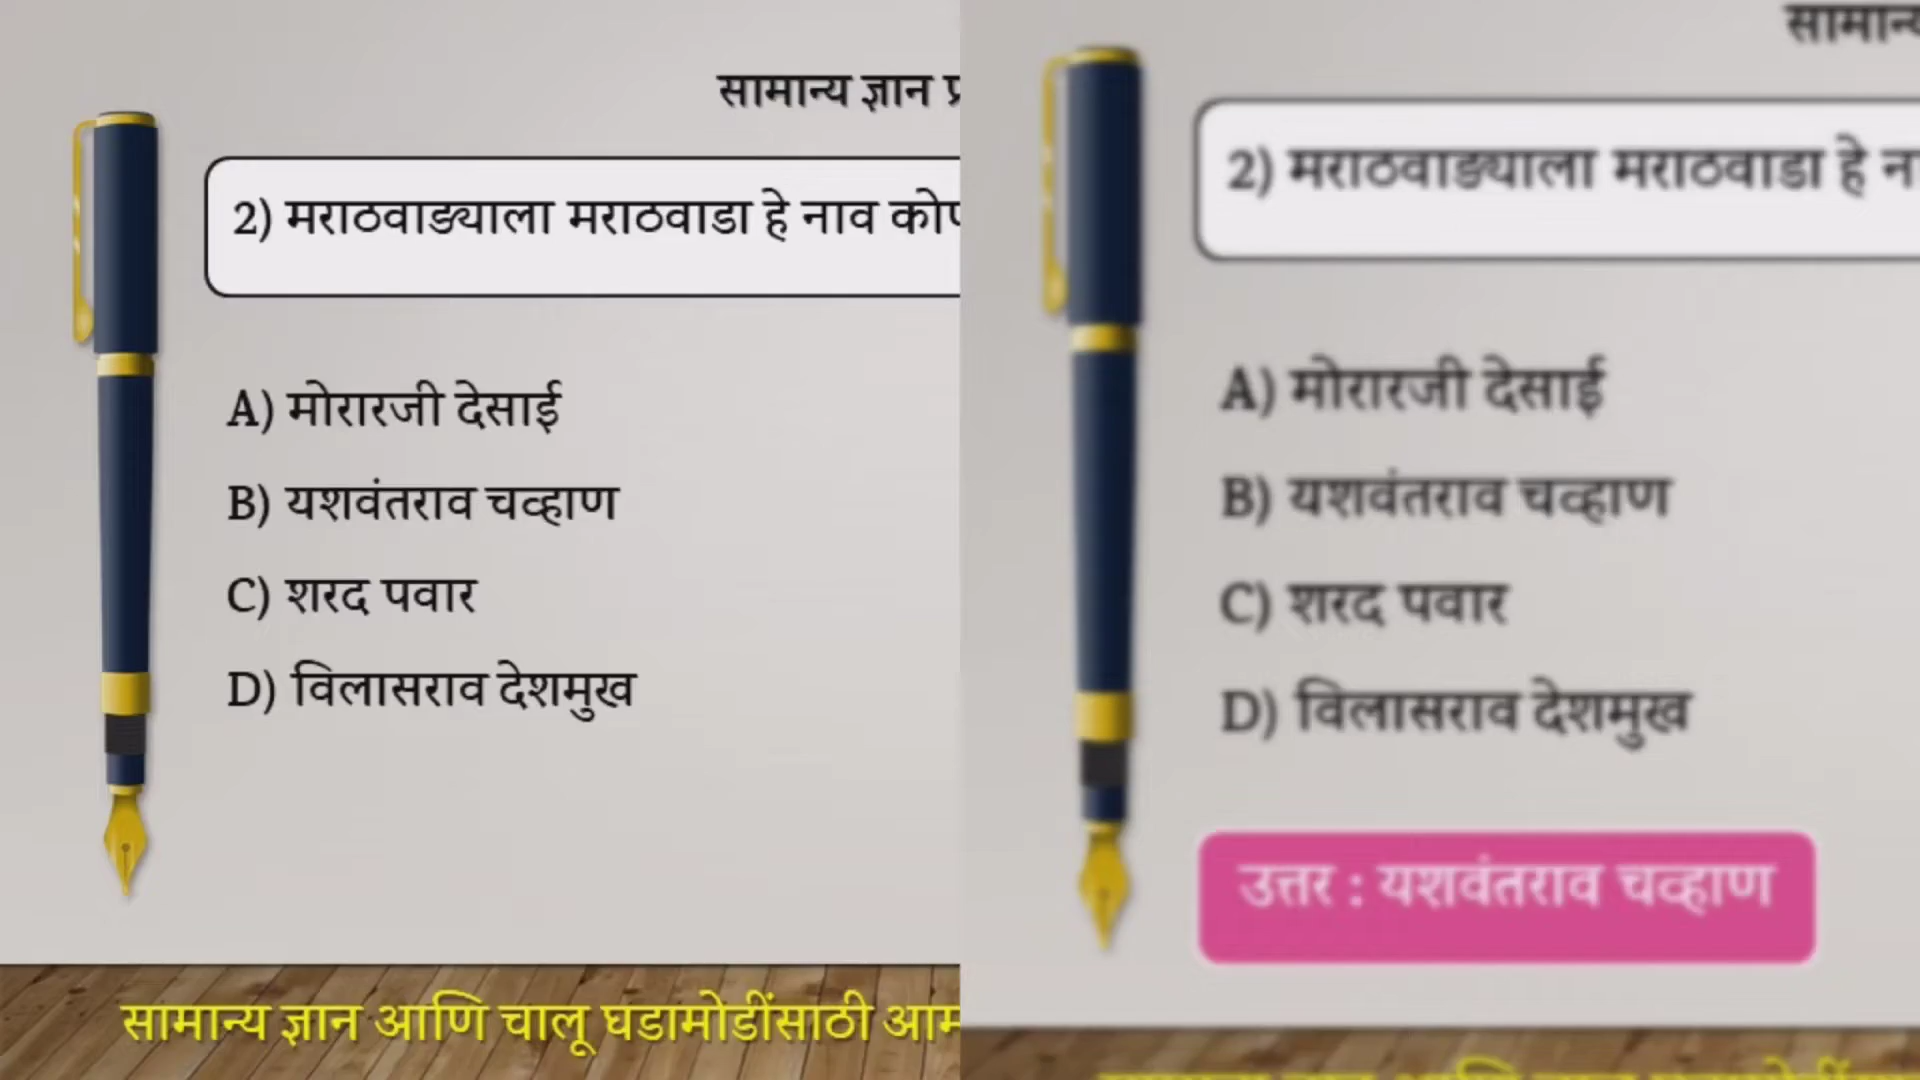 सामान्य ज्ञान
2) मराठवाड्याला मराठवाडा हे नाव
A) मोरारजी देसाई
B) यशवंतराव चव्हाण
C) शरद पवार
D) विलासराव देशमुख
सामान्य ज्ञान आणि चालू घडामोडींसाठी
2) मराठवाड्याला मराठवाडा हे
A) मोरारजी देसाई
B) यशवंतराव चव्हाण
C) शरद पवार
D) विलासराव देशमुख
उत्तर : यशवंतराव चव्हाण